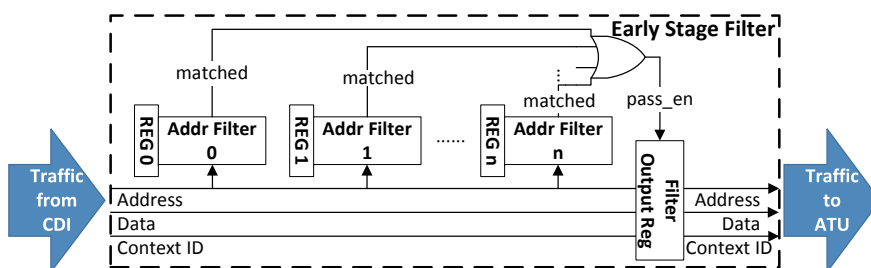 Early Stage Filter
matched
matched
matched
pass_en
REG 0
Addr Filter
0
REG 1
Addr Filter
1
......
REG n
Addr Filter
n
Filter
Output Reg
Traffic
from
CDI
Address
Data
Context ID
Address
Data
Context ID
Traffic
to
ATU